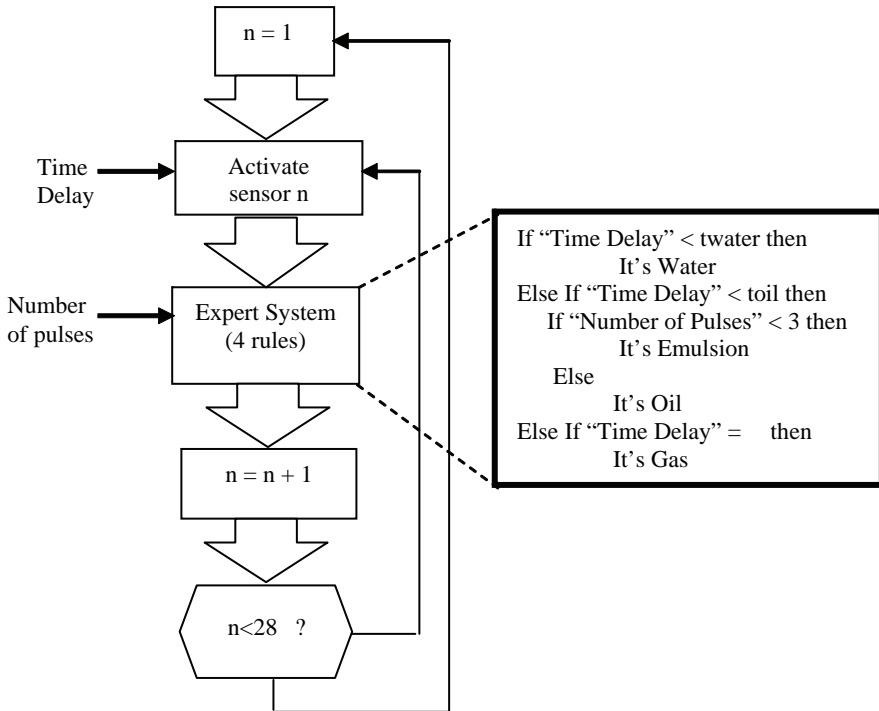 n = 1
Time
Delay
Activate
sensor n
Number
of pulses
Expert System
(4 rules)
If “Time Delay” < twater then
It’s Water
Else If “Time Delay” < toil then
If “Number of Pulses” < 3 then
It’s Emulsion
Else
It’s Oil
Else If “Time Delay” = then
It’s Gas
n = n + 1
n<28 ?